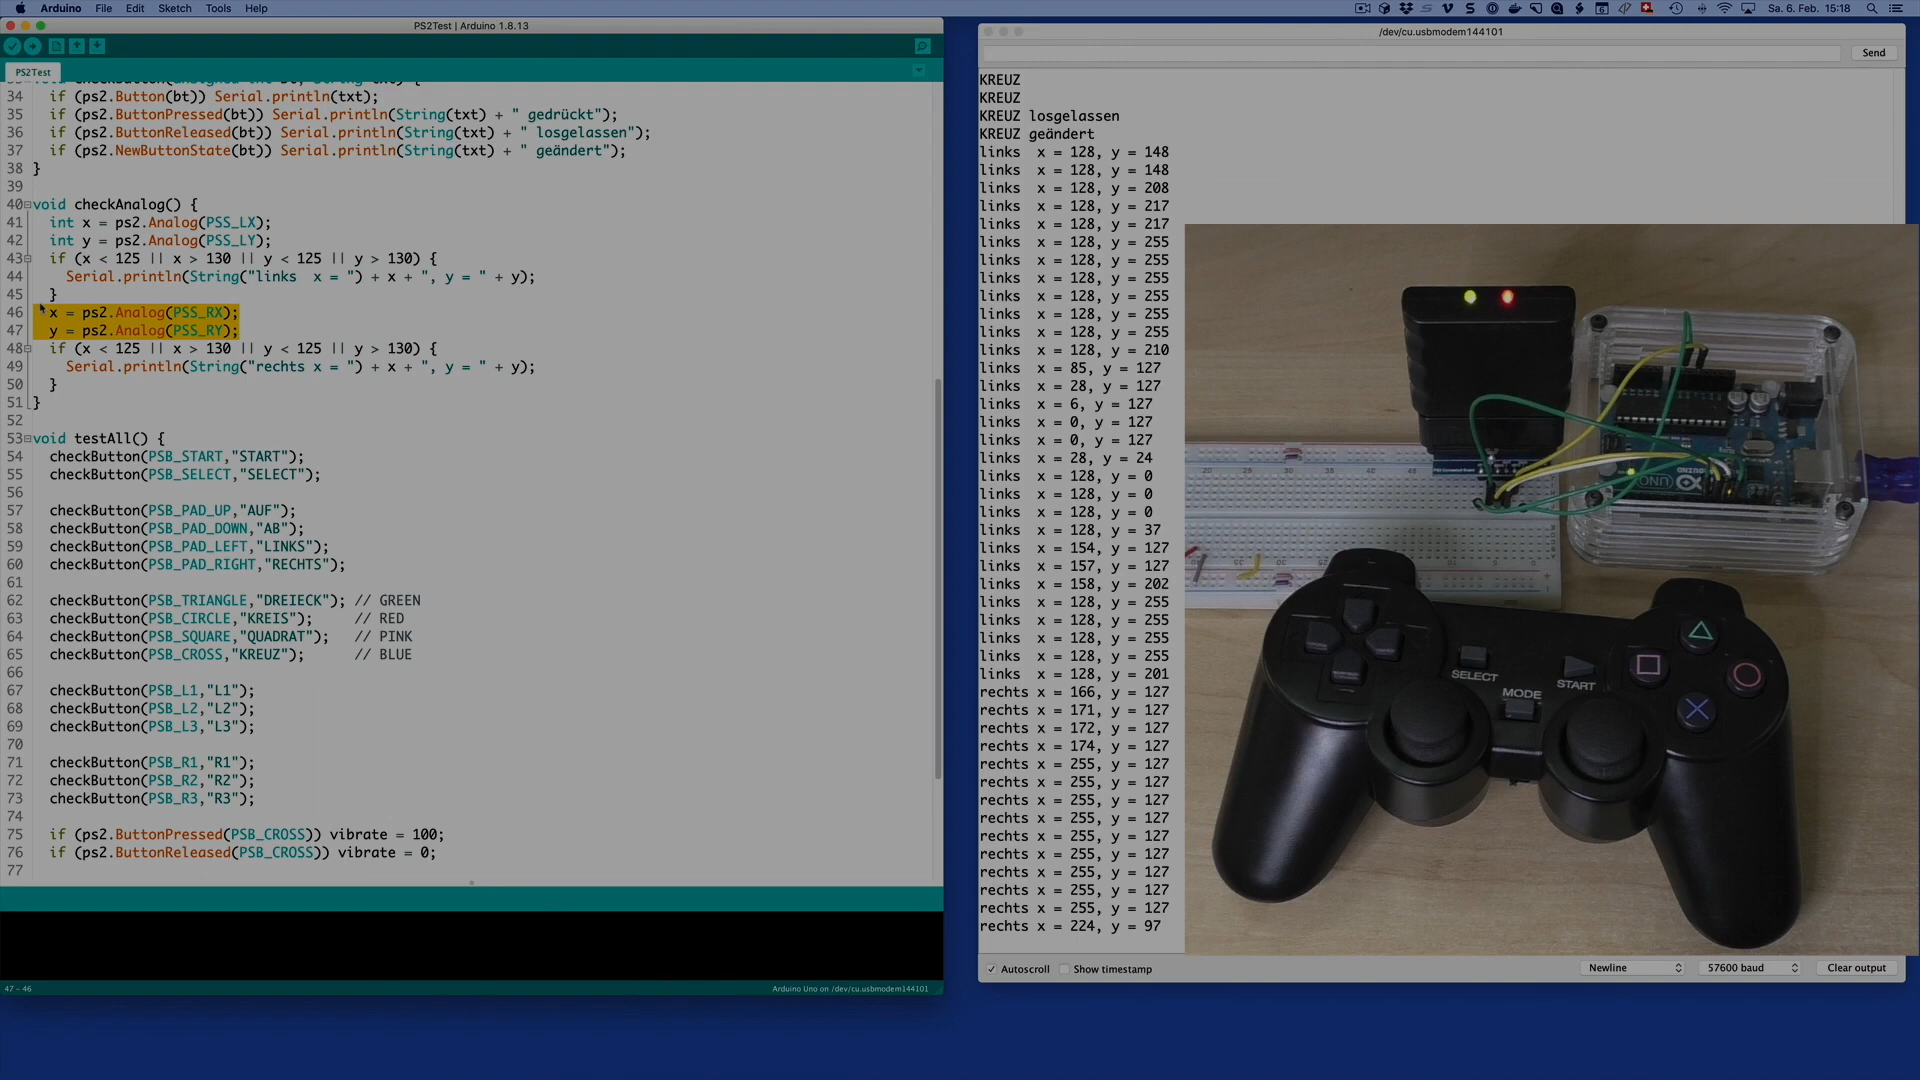 Arduino File Edit Sketch Tools Help
6
Sa. 6. Feb. 15:18
PS2Test | Arduino 1.8.13
PS2Test
34 if (ps2.Button(bt)) Serial.println(txt);
35 if (ps2.ButtonPressed(bt)) Serial.println(String(txt) + " gedrückt");
36 if (ps2.ButtonReleased(bt)) Serial.println(String(txt) + " losgelassen");
37 if (ps2.NewButtonState(bt)) Serial.println(String(txt) + " geändert");
38 }
39
40 void checkAnalog() {
41 int x = ps2.Analog(PSS_LX);
42 int y = ps2.Analog(PSS_LY);
43 if (x < 125 || x > 130 || y < 125 || y > 130) {
44 Serial.println(String("links  x = ") + x + ", y = " + y);
45 }
46 x = ps2.Analog(PSS_RX);
47 y = ps2.Analog(PSS_RY);
48 if (x < 125 || x > 130 || y < 125 || y > 130) {
49 Serial.println(String("rechts x = ") + x + ", y = " + y);
50 }
51 }
52
53 void testAll() {
54 checkButton(PSB_START,"START");
55 checkButton(PSB_SELECT,"SELECT");
56
57 checkButton(PSB_PAD_UP,"AUF");
58 checkButton(PSB_PAD_DOWN,"AB");
59 checkButton(PSB_PAD_LEFT,"LINKS");
60 checkButton(PSB_PAD_RIGHT,"RECHTS");
61
62 checkButton(PSB_TRIANGLE,"DREIECK"); // GREEN
63 checkButton(PSB_CIRCLE,"KREIS"); // RED
64 checkButton(PSB_SQUARE,"QUADRAT"); // PINK
65 checkButton(PSB_CROSS,"KREUZ"); // BLUE
66
67 checkButton(PSB_L1,"L1");
68 checkButton(PSB_L2,"L2");
69 checkButton(PSB_L3,"L3");
70
71 checkButton(PSB_R1,"R1");
72 checkButton(PSB_R2,"R2");
73 checkButton(PSB_R3,"R3");
74
75 if (ps2.ButtonPressed(PSB_CROSS)) vibrate = 100;
76 if (ps2.ButtonReleased(PSB_CROSS)) vibrate = 0;
77
47 - 46
Arduino Uno on /dev/cu.usbmodem144101
/dev/cu.usbmodem144101
Send
KREUZ
KREUZ
KREUZ losgelassen
KREUZ geändert
links  x = 128, y = 148
links  x = 128, y = 148
links  x = 128, y = 208
links  x = 128, y = 217
links  x = 128, y = 217
links  x = 128, y = 255
links  x = 128, y = 255
links  x = 128, y = 255
links  x = 128, y = 255
links  x = 128, y = 255
links  x = 128, y = 255
links  x = 128, y = 210
links  x = 85, y = 127
links  x = 28, y = 127
links  x = 6, y = 127
links  x = 0, y = 127
links  x = 0, y = 127
links  x = 28, y = 24
links  x = 128, y = 0
links  x = 128, y = 0
links  x = 128, y = 0
links  x = 128, y = 37
links  x = 154, y = 127
links  x = 157, y = 127
links  x = 158, y = 202
links  x = 128, y = 255
links  x = 128, y = 255
links  x = 128, y = 255
links  x = 128, y = 255
links  x = 128, y = 201
rechts x = 166, y = 127
rechts x = 171, y = 127
rechts x = 172, y = 127
rechts x = 174, y = 127
rechts x = 255, y = 127
rechts x = 255, y = 127
rechts x = 255, y = 127
rechts x = 255, y = 127
rechts x = 255, y = 127
rechts x = 255, y = 127
rechts x = 255, y = 127
rechts x = 255, y = 127
rechts x = 255, y = 127
rechts x = 224, y = 97
Autoscroll
Show timestamp
Newline
57600 baud
Clear output
UNO
ARDUINO
SELECT
MODE
START